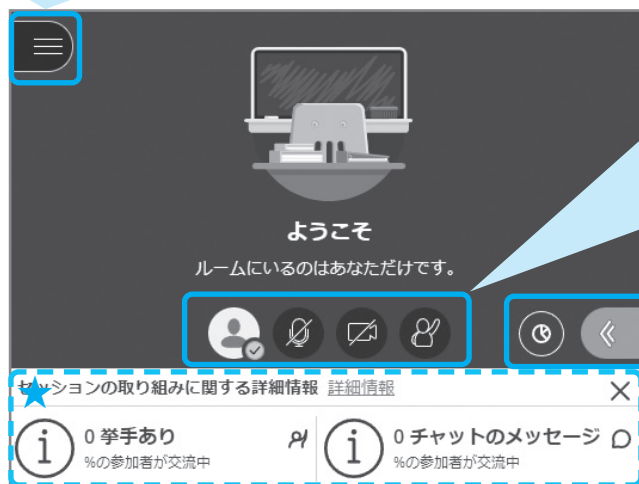 ようこそ
ルームにいるのはあなただけです。
セッションの取り組みに関する詳細情報 詳細情報
0 挙手あり
%の参加者が交流中
0 チャットのメッセージ
%の参加者が交流中